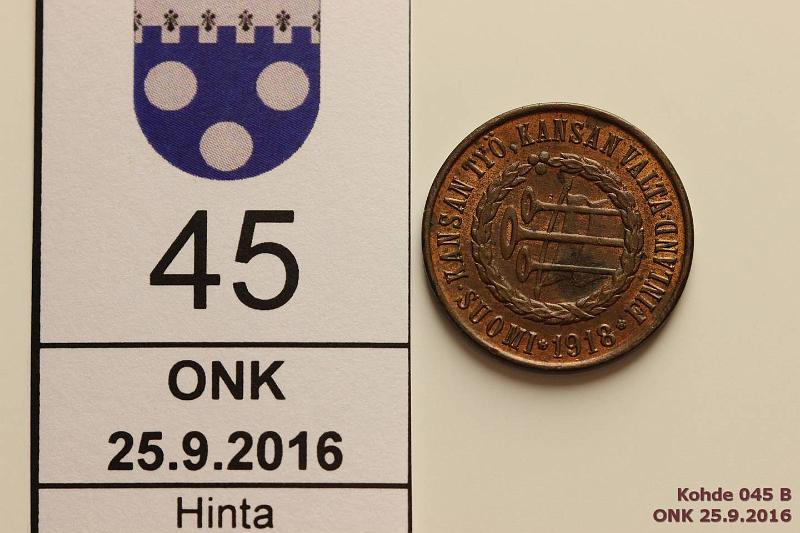 45
ONK
25.9.2016
Hinta
KANSAN TYÖ, KANSAN VALTA·
·SUOMI * 1918 * FINLAND·
Kohde 045 B
ONK 25.9.2016